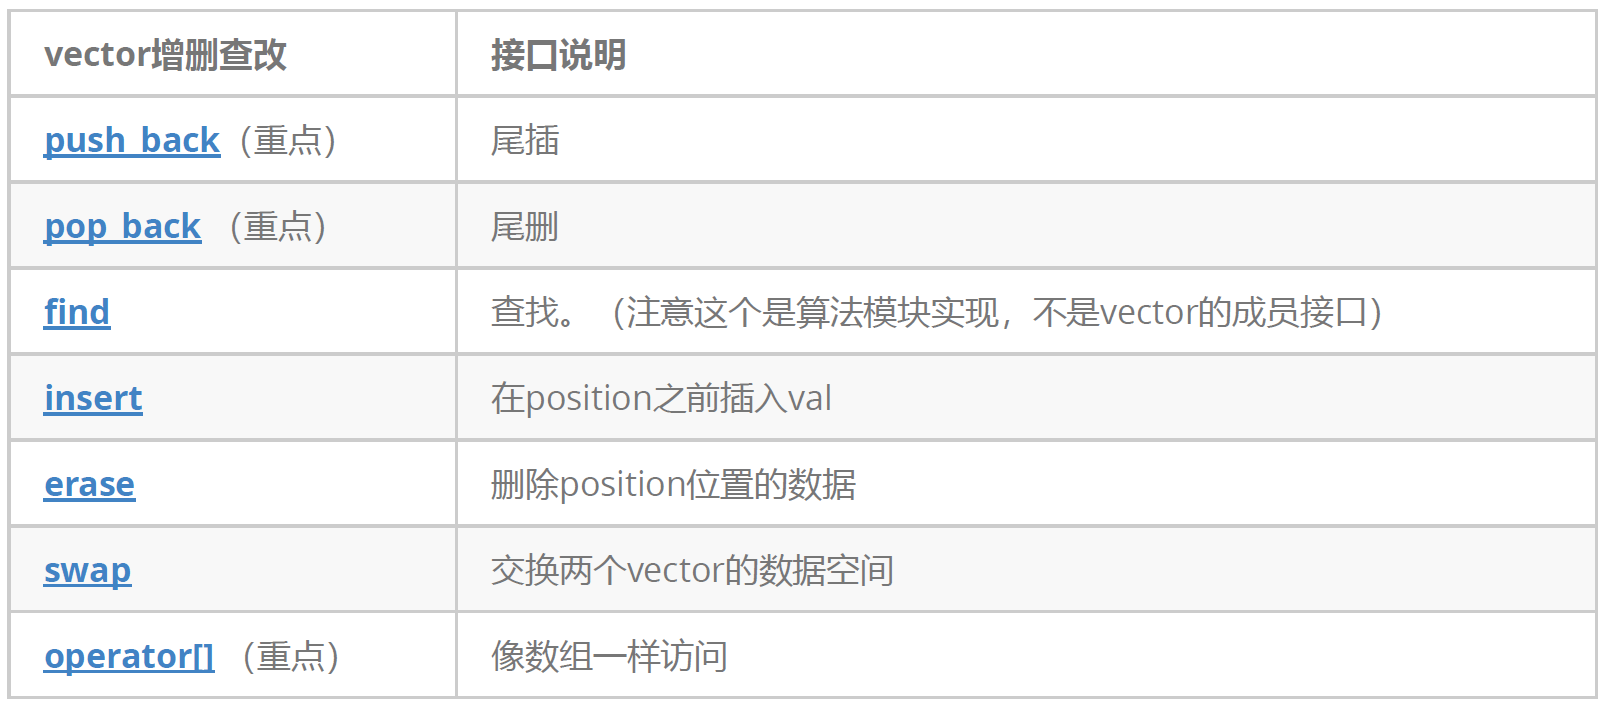 vector增删查改 接口说明
push_back（重点） 尾插
pop_back （重点） 尾删
find 查找。（注意这个是算法模块实现，不是vector的成员接口）
insert 在position之前插入val
erase 删除position位置的数据
swap 交换两个vector的数据空间
operator[] （重点） 像数组一样访问